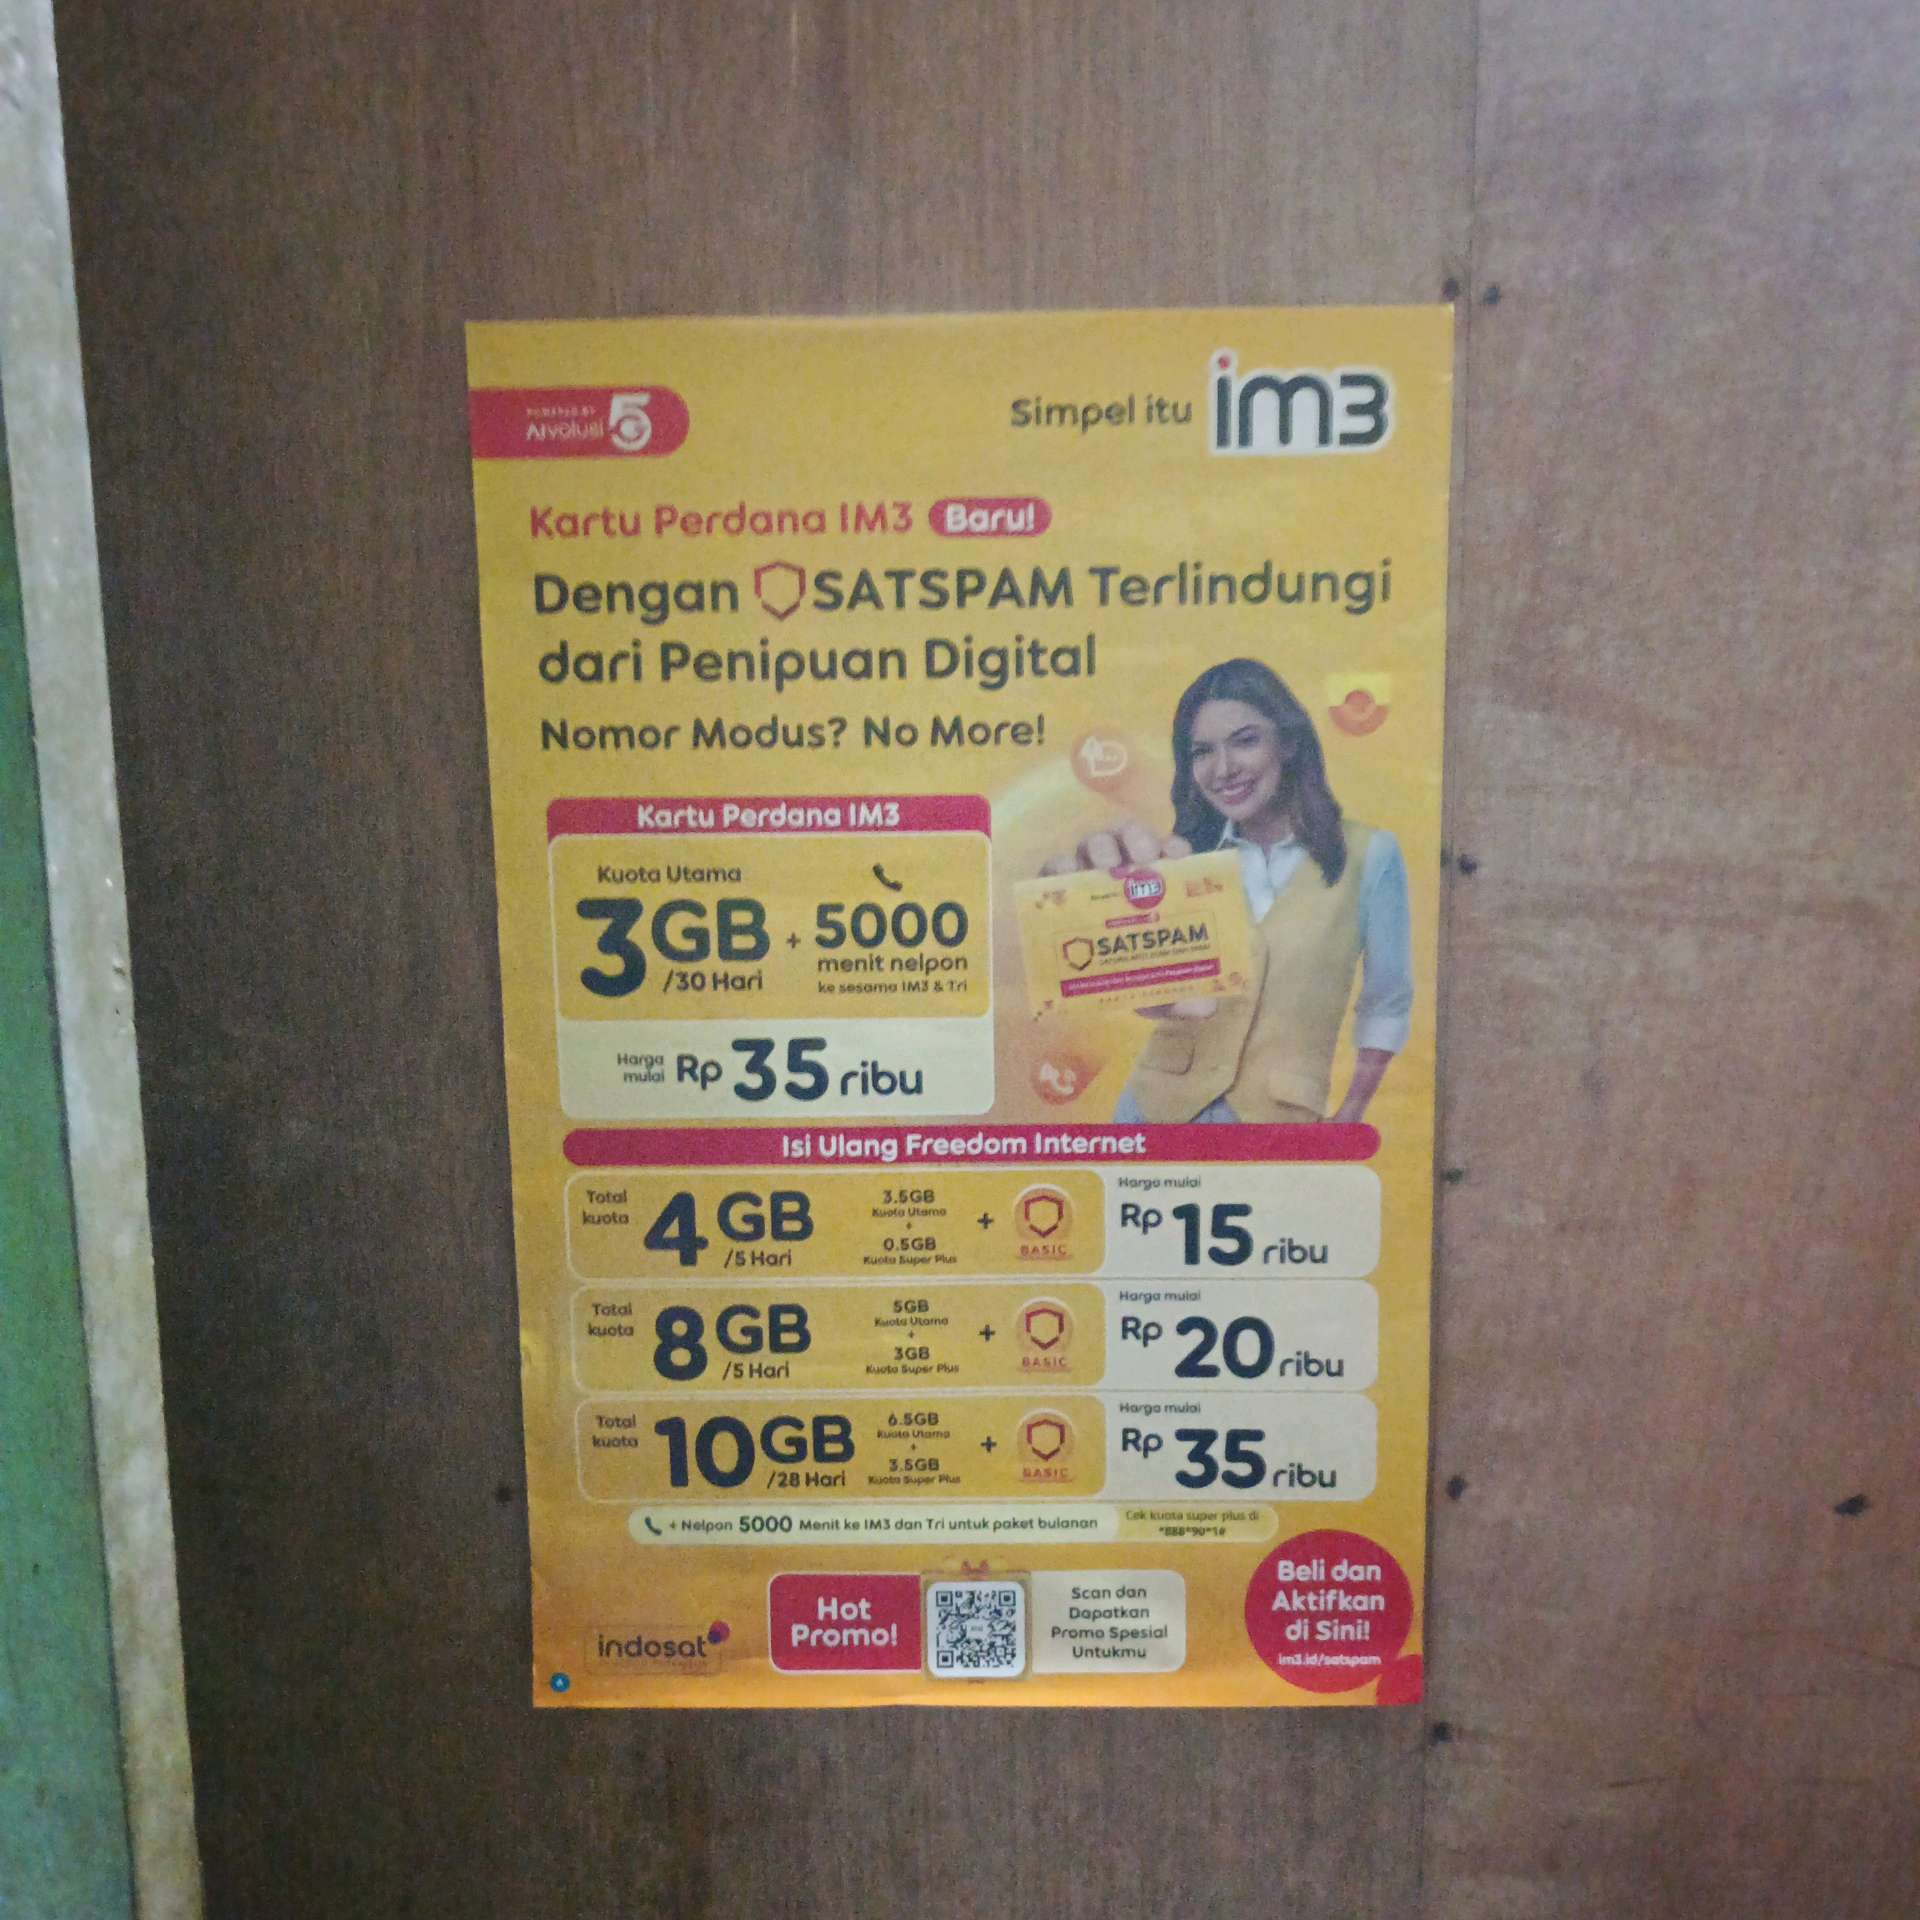 POWERED BY
AIvolusi5G
Simpel itu im3
Kartu Perdana IM3 Baru!
Dengan SATSPAM Terlindungi
dari Penipuan Digital
Nomor Modus? No More!
Kartu Perdana IM3
Kuota Utama
3GB /30 Hari
+
5000
menit nelpon
ke sesama IM3 & Tri
Harga mulai Rp 35 ribu
im3
SATSPAM
Isi Ulang Freedom Internet
Total kuota
4GB /5 Hari
3.5GB
Kuota Utama
+
0.5GB
Kuota Super Plus
+
BASIC
Harga mulai
Rp 15 ribu
Total kuota
8GB /5 Hari
5GB
Kuota Utama
+
3GB
Kuota Super Plus
+
BASIC
Harga mulai
Rp 20 ribu
Total kuota
10GB /28 Hari
6.5GB
Kuota Utama
+
3.5GB
Kuota Super Plus
+
BASIC
Harga mulai
Rp 35 ribu
+ Nelpon 5000 Menit ke IM3 dan Tri untuk paket bulanan
Cek kuota super plus di
*888*90*1#
indosat
Hot
Promo!
Scan dan
Dapatkan
Promo Spesial
Untukmu
Beli dan
Aktifkan
di Sini!
im3.id/satspam